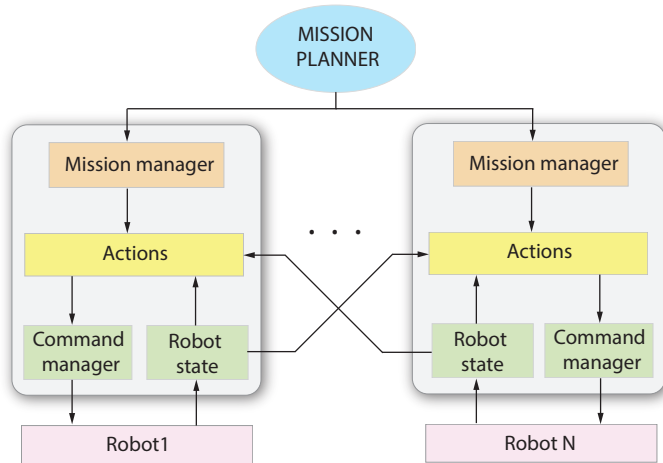 MISSION
PLANNER
Mission manager
Mission manager
. . .
Actions
Actions
Command
manager
Robot
state
Robot
state
Command
manager
Robot1
Robot N